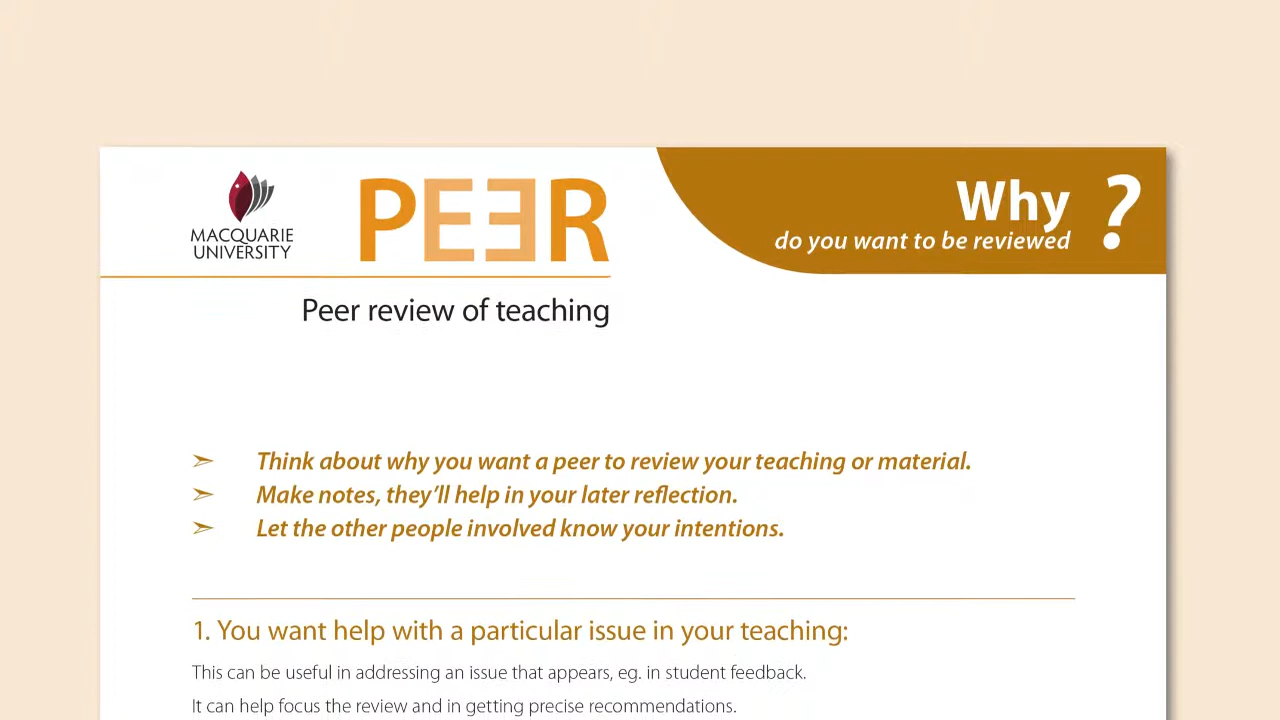 MACQUARIE
UNIVERSITY
PEER
Peer review of teaching
Why ?
do you want to be reviewed
➣ Think about why you want a peer to review your teaching or material.
➣ Make notes, they’ll help in your later reflection.
➣ Let the other people involved know your intentions.
1. You want help with a particular issue in your teaching:
This can be useful in addressing an issue that appears, eg. in student feedback.
It can help focus the review and in getting precise recommendations.